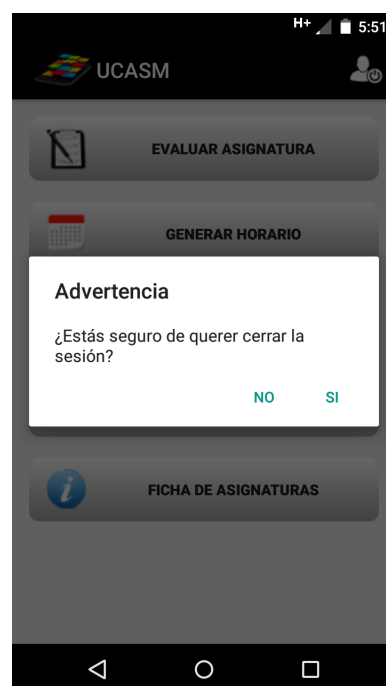 H+ 5:51
UCASM
EVALUAR ASIGNATURA
GENERAR HORARIO
Advertencia
¿Estás seguro de querer cerrar la
sesión?
NO SI
FICHA DE ASIGNATURAS